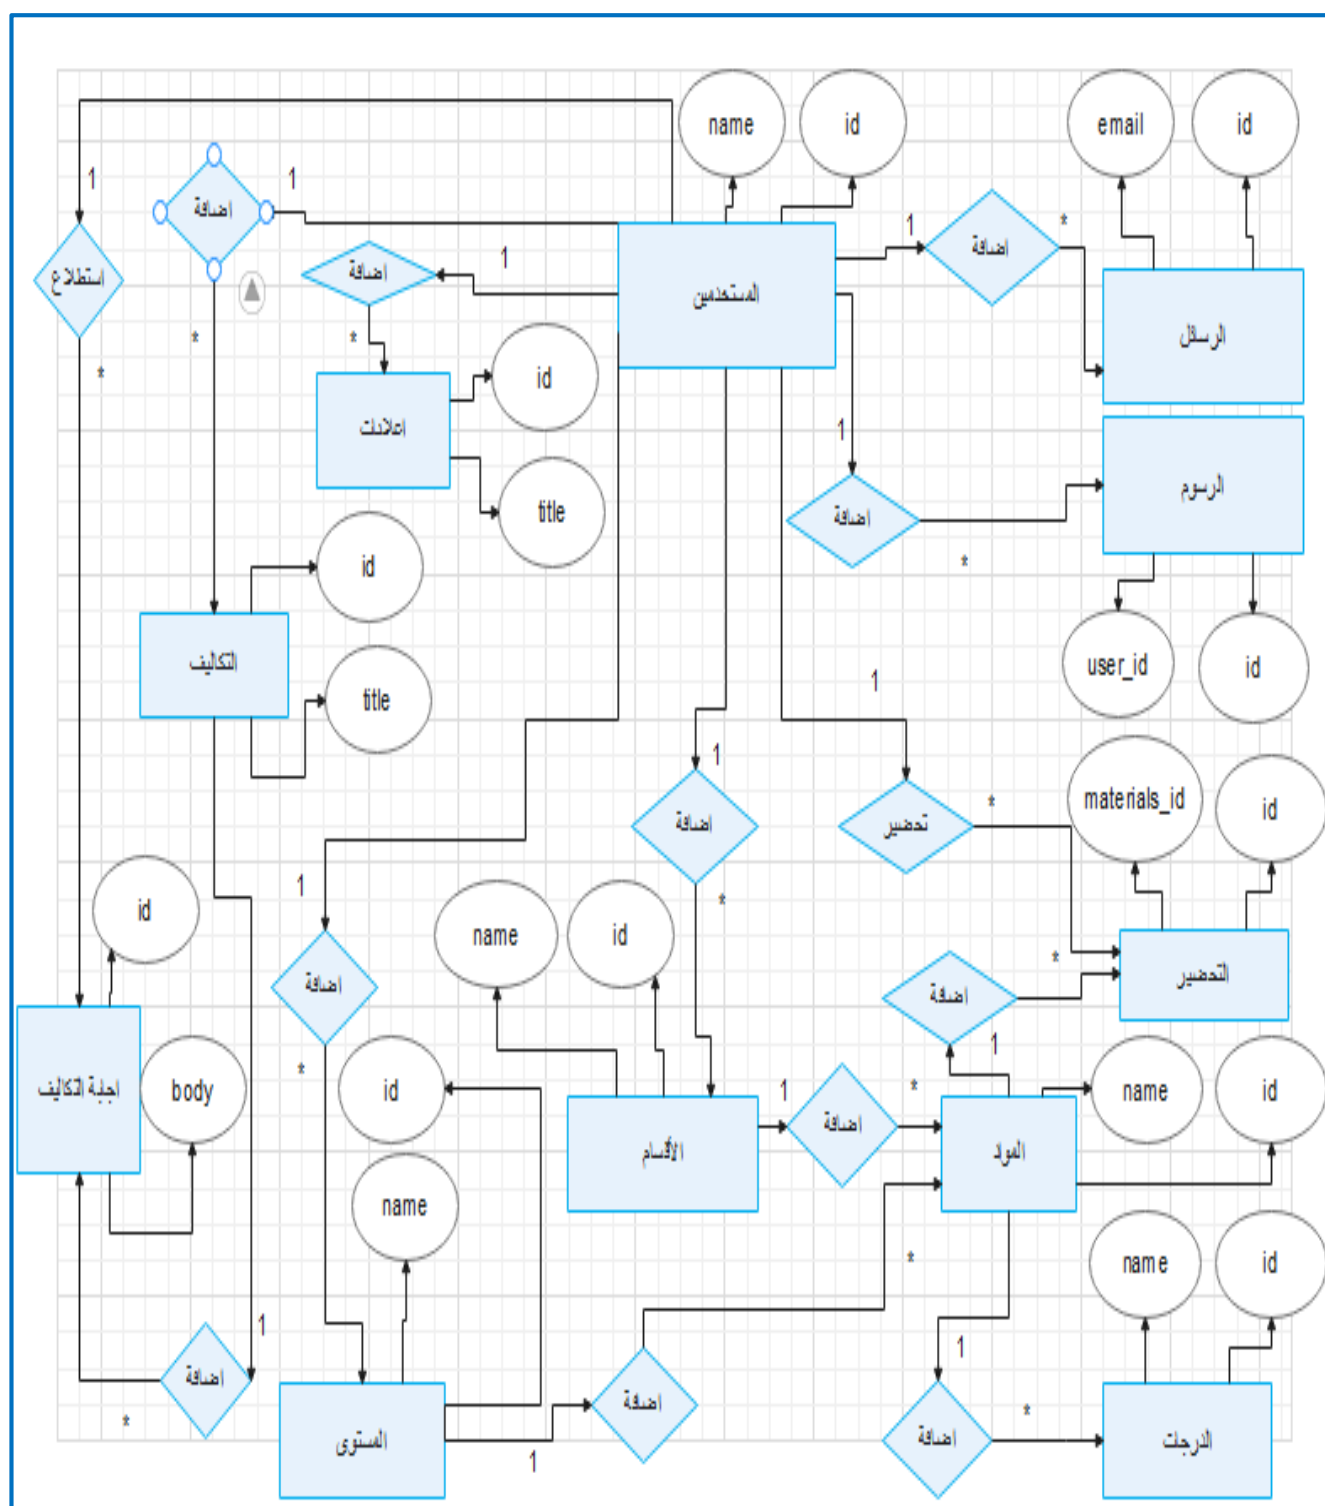 name
id
email
id
1
اضافة
1
1
*
اضافة
استطلاع
اضافة
1
المستخدمين
الرسائل
*
*
*
id
اعلانات
1
الرسوم
title
اضافة
*
id
user_id
id
التكاليف
title
1
1
materials_id
id
اضافة
تحضير
*
1
*
id
name
id
*
التحضير
اضافة
اضافة
1
*
id
name
id
body
اجابة التكاليف
1
اضافة
*
المواد
الأقسام
name
*
name
id
1
1
اضافة
*
اضافة
المستوى
1
اضافة
*
الدرجات